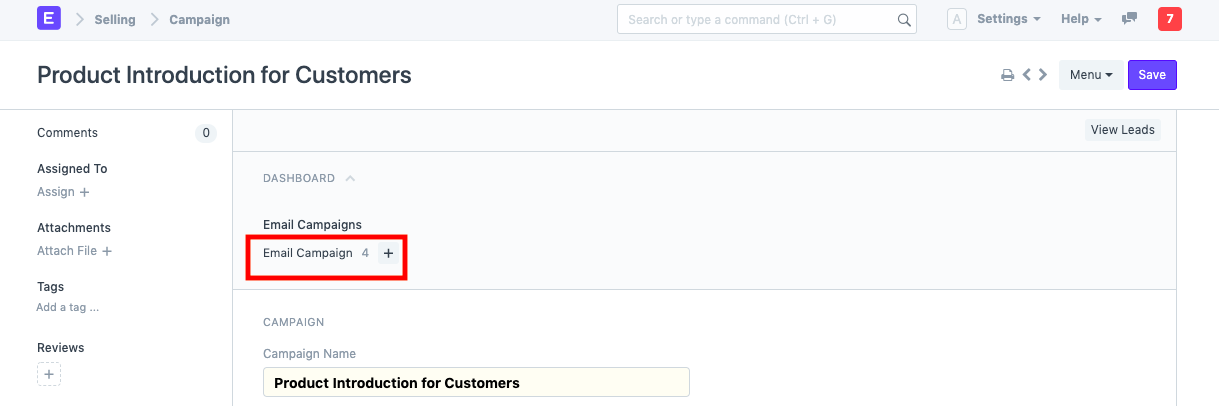 E Selling Campaign Search or type a command (Ctrl + G) A Settings Help 7
Product Introduction for Customers Menu Save
Comments 0
View Leads
Assigned To
Assign +
DASHBOARD
Attachments
Attach File +
Email Campaigns
Email Campaign 4 +
Tags
Add a tag ...
Reviews
+
CAMPAIGN
Campaign Name
Product Introduction for Customers